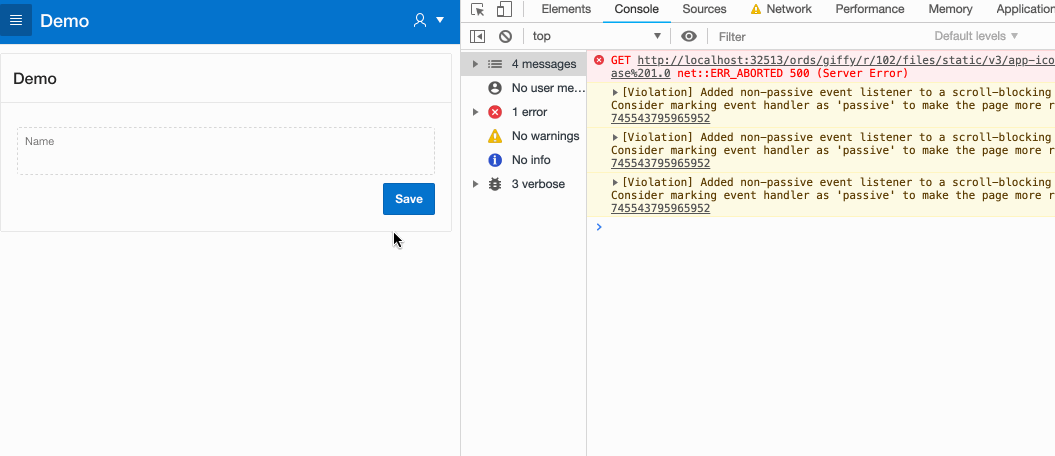 Demo
Demo
Name
Save
Elements Console Sources Network Performance Memory Application
top Filter Default levels
4 messages
No user me...
1 error
No warnings
No info
3 verbose
GET http://localhost:32513/ords/giffy/r/102/files/static/v3/app-ico
ase%201.0 net::ERR_ABORTED 500 (Server Error)
[Violation] Added non-passive event listener to a scroll-blocking
Consider marking event handler as 'passive' to make the page more r
745543795965952
[Violation] Added non-passive event listener to a scroll-blocking
Consider marking event handler as 'passive' to make the page more r
745543795965952
[Violation] Added non-passive event listener to a scroll-blocking
Consider marking event handler as 'passive' to make the page more r
745543795965952